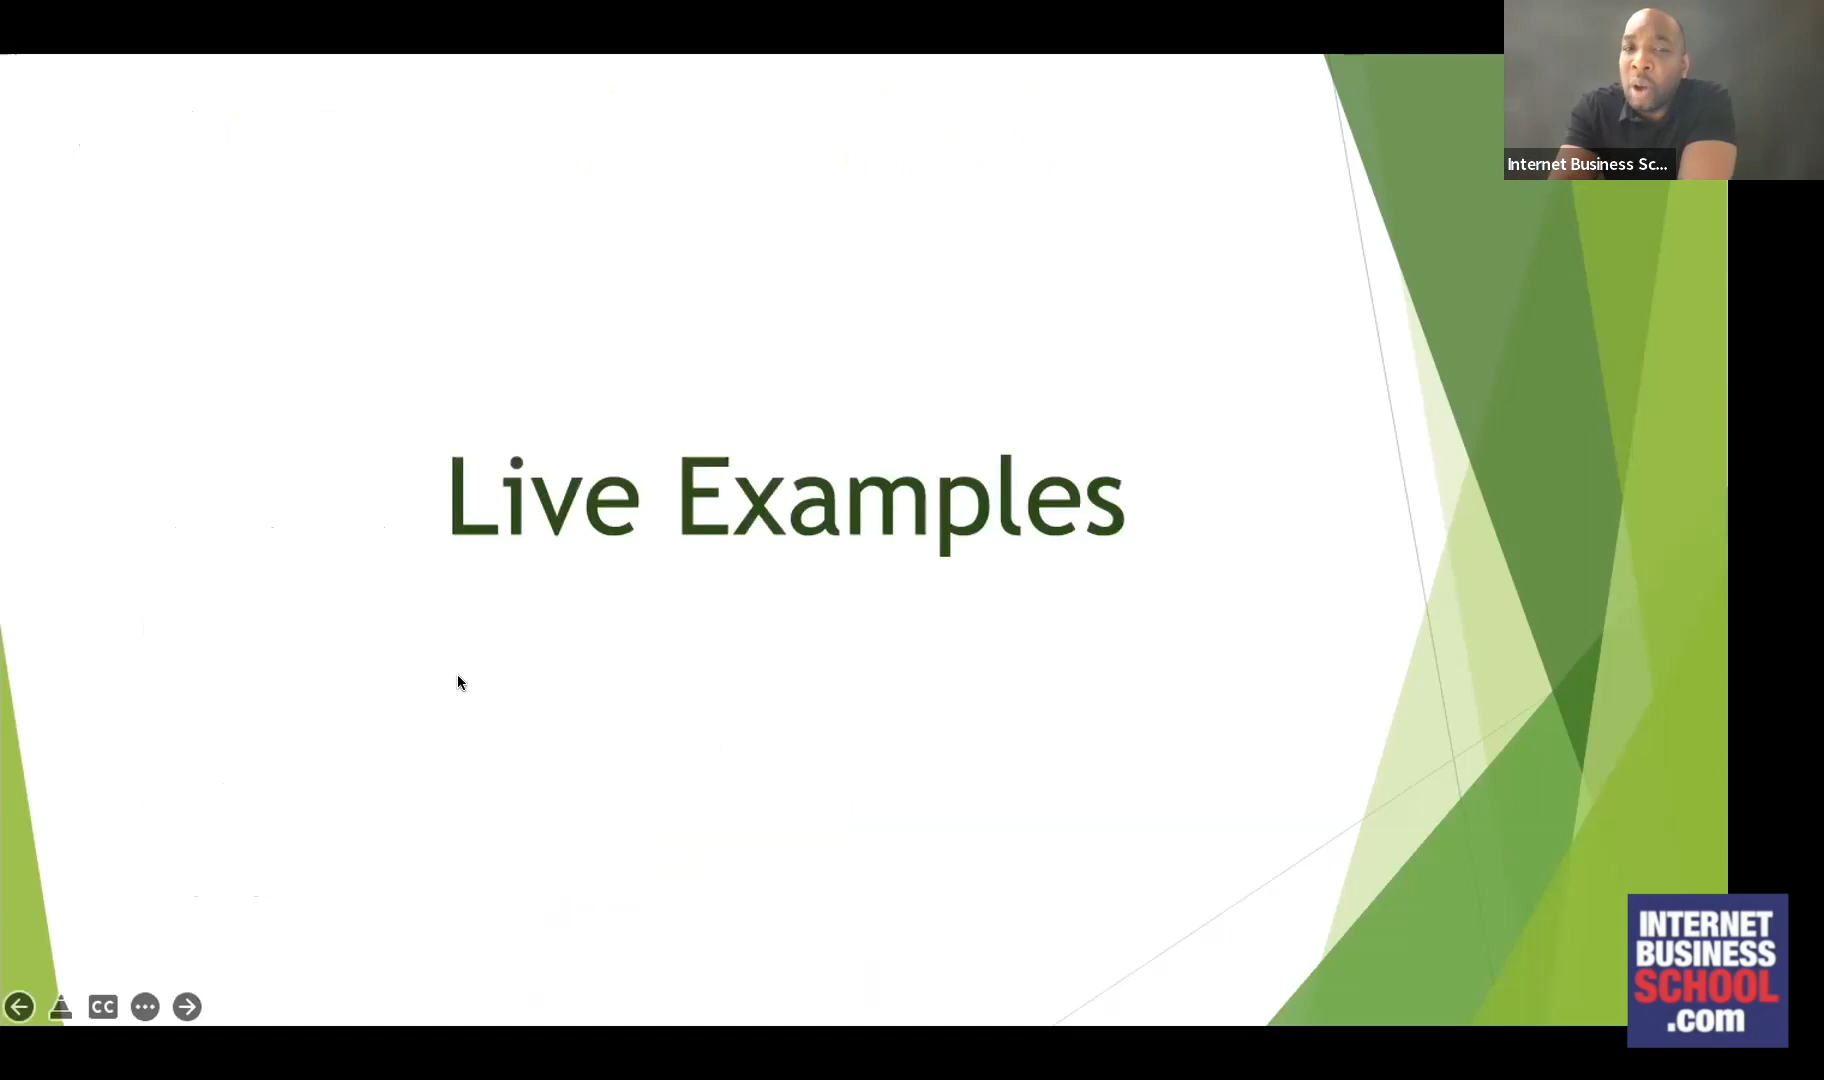 Internet Business Sc...
Live Examples
CC
INTERNET
BUSINESS
SCHOOL
.com